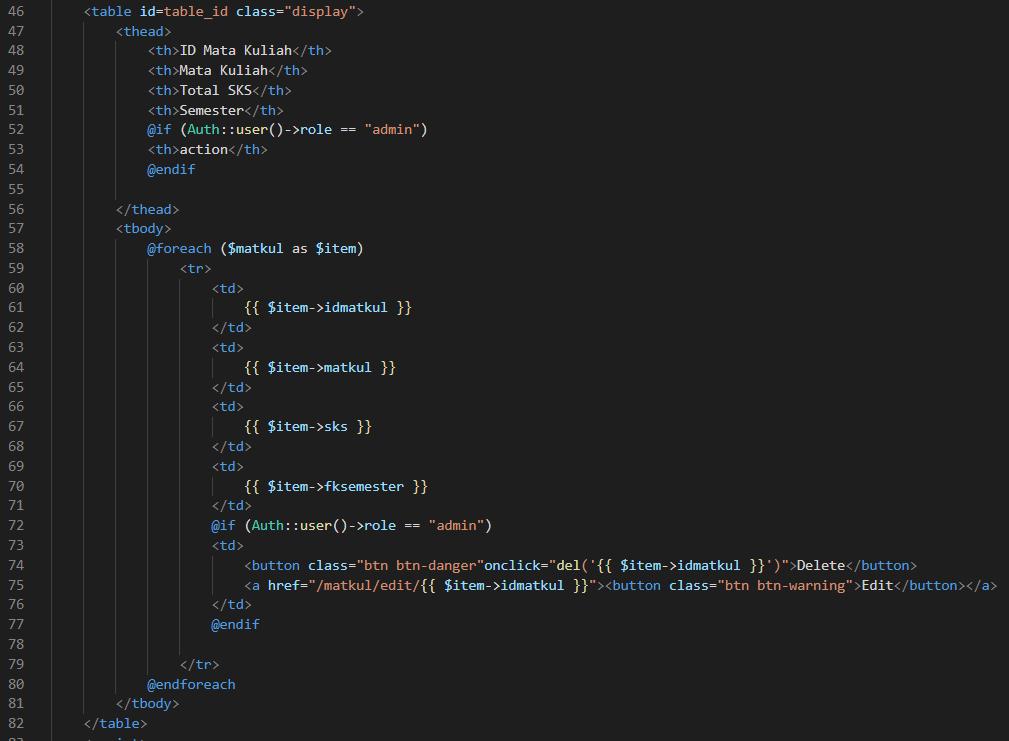 46 <table id=table_id class="display">
47 <thead>
48 <th>ID Mata Kuliah</th>
49 <th>Mata Kuliah</th>
50 <th>Total SKS</th>
51 <th>Semester</th>
52 @if (Auth::user()->role == "admin")
53 <th>action</th>
54 @endif
55
56 </thead>
57 <tbody>
58 @foreach ($matkul as $item)
59 <tr>
60 <td>
61 {{ $item->idmatkul }}
62 </td>
63 <td>
64 {{ $item->matkul }}
65 </td>
66 <td>
67 {{ $item->sks }}
68 </td>
69 <td>
70 {{ $item->fksemester }}
71 </td>
72 @if (Auth::user()->role == "admin")
73 <td>
74 <button class="btn btn-danger"onclick="del('{{ $item->idmatkul }}')">Delete</button>
75 <a href="/matkul/edit/{{ $item->idmatkul }}"><button class="btn btn-warning">Edit</button></a>
76 </td>
77 @endif
78
79 </tr>
80 @endforeach
81 </tbody>
82 </table>